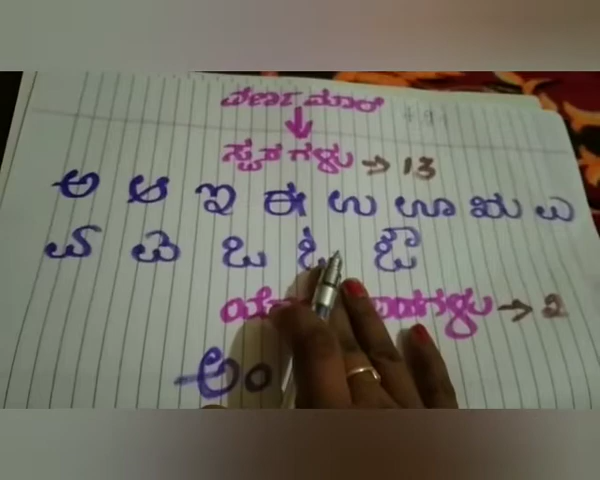 ವರ್ಣಮಾಲೆ
ಸ್ವರಗಳು → 13
ಅ ಆ ಇ ಈ ಉ ಊ ಋ ಎ
ಏ ಐ ಒ ಓ ಔ
→ 2
ಅಂ